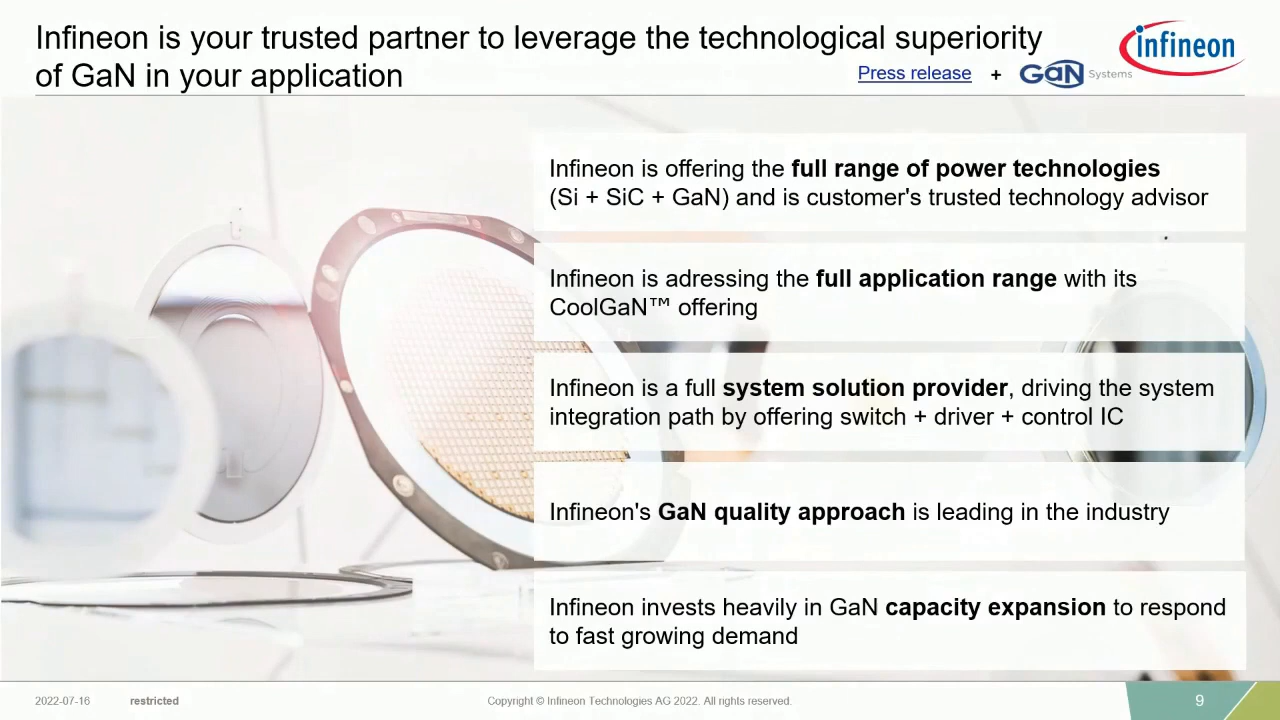 Infineon is your trusted partner to leverage the technological superiority
of GaN in your application
Press release + GaN Systems
infineon
Infineon is offering the full range of power technologies
(Si + SiC + GaN) and is customer's trusted technology advisor
Infineon is adressing the full application range with its
CoolGaN™ offering
Infineon is a full system solution provider, driving the system
integration path by offering switch + driver + control IC
Infineon's GaN quality approach is leading in the industry
Infineon invests heavily in GaN capacity expansion to respond
to fast growing demand
2022-07-16 restricted Copyright © Infineon Technologies AG 2022. All rights reserved. 9